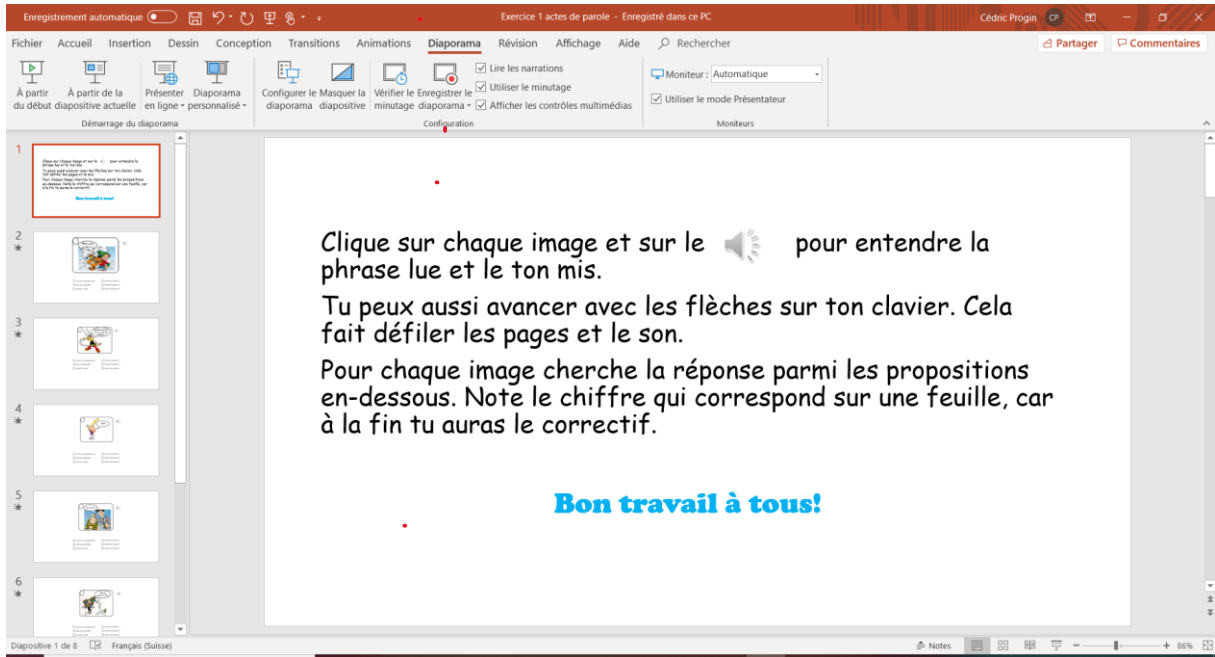 Enregistrement automatique
Exercice 1 actes de parole - Enregistré dans ce PC
Cédric Progin
CP
Fichier Accueil Insertion Dessin Conception Transitions Animations Diaporama Révision Affichage Aide Rechercher
Partager Commentaires
À partir du début
À partir de la diapositive actuelle
Présenter en ligne
Diaporama personnalisé
Configurer le diaporama
Masquer la diapositive
Vérifier le minutage
Enregistrer le diaporama
Lire les narrations
Utiliser le minutage
Afficher les contrôles multimédias
Moniteur : Automatique
Utiliser le mode Présentateur
Démarrage du diaporama
Configuration
Moniteurs
1
2
3
4
5
6
Clique sur chaque image et sur le pour entendre la
phrase lue et le ton mis.
Tu peux aussi avancer avec les flèches sur ton clavier. Cela
fait défiler les pages et le son.
Pour chaque image cherche la réponse parmi les propositions
en-dessous. Note le chiffre qui correspond sur une feuille, car
à la fin tu auras le correctif.
Bon travail à tous!
Diapositive 1 de 8 Français (Suisse)
Notes
86%